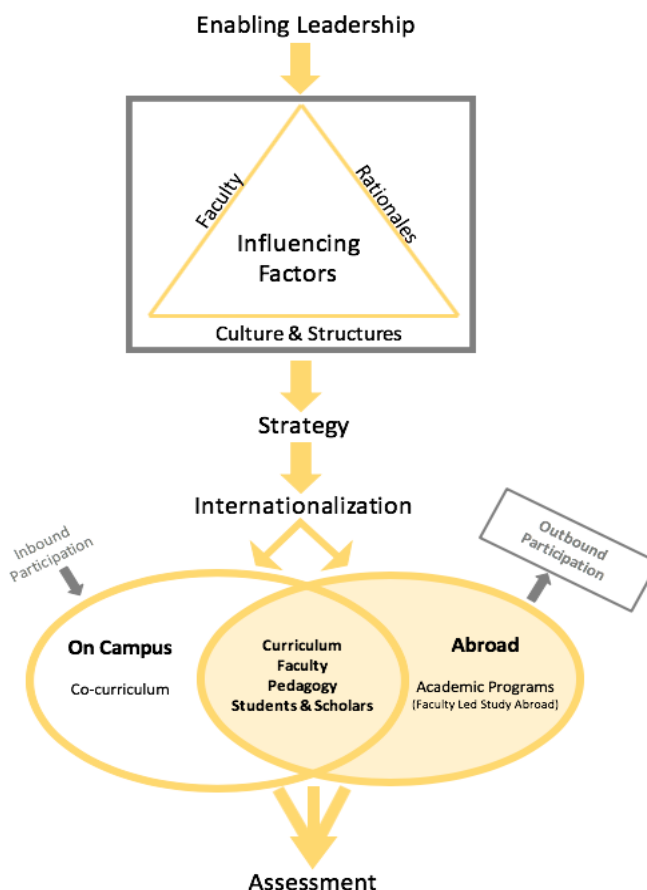 Enabling Leadership
Faculty
Rationales
Influencing
Factors
Culture & Structures
Strategy
Internationalization
Inbound
Participation
Outbound
Participation
On Campus
Co-curriculum
Curriculum
Faculty
Pedagogy
Students & Scholars
Abroad
Academic Programs
(Faculty Led Study Abroad)
Assessment